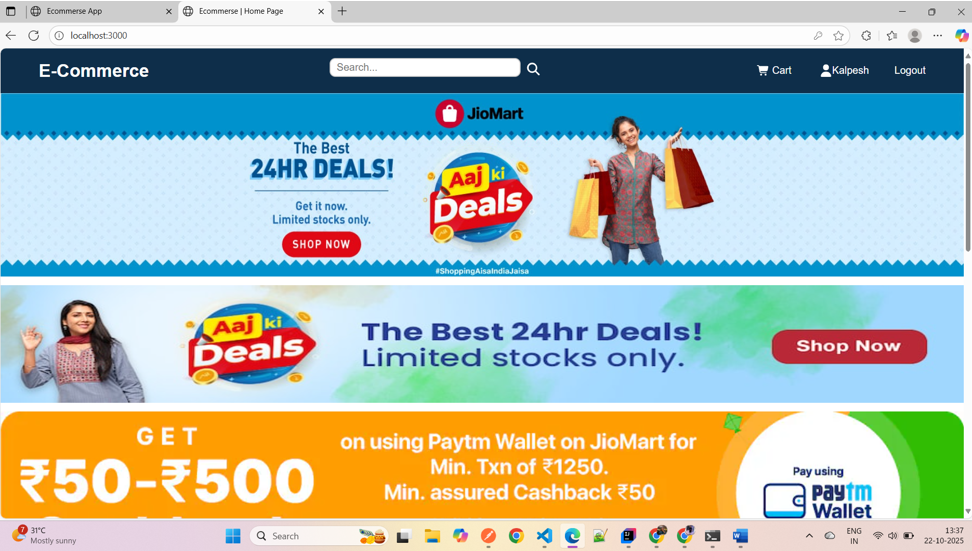 Ecommerse App
Ecommerse | Home Page
localhost:3000
E-Commerce
Search...
Cart
Kalpesh
Logout
JioMart
The Best
24HR DEALS!
Get it now.
Limited stocks only.
SHOP NOW
Aaj ki
Deals
#ShoppingAisaIndiaJaisa
Aaj ki
Deals
The Best 24hr Deals!
Limited stocks only.
Shop Now
GET
₹50-₹500
on using Paytm Wallet on JioMart for
Min. Txn of ₹1250.
Min. assured Cashback ₹50
Pay using
paytm
Wallet
7
31°C
Mostly sunny
Search
ENG
IN
13:37
22-10-2025